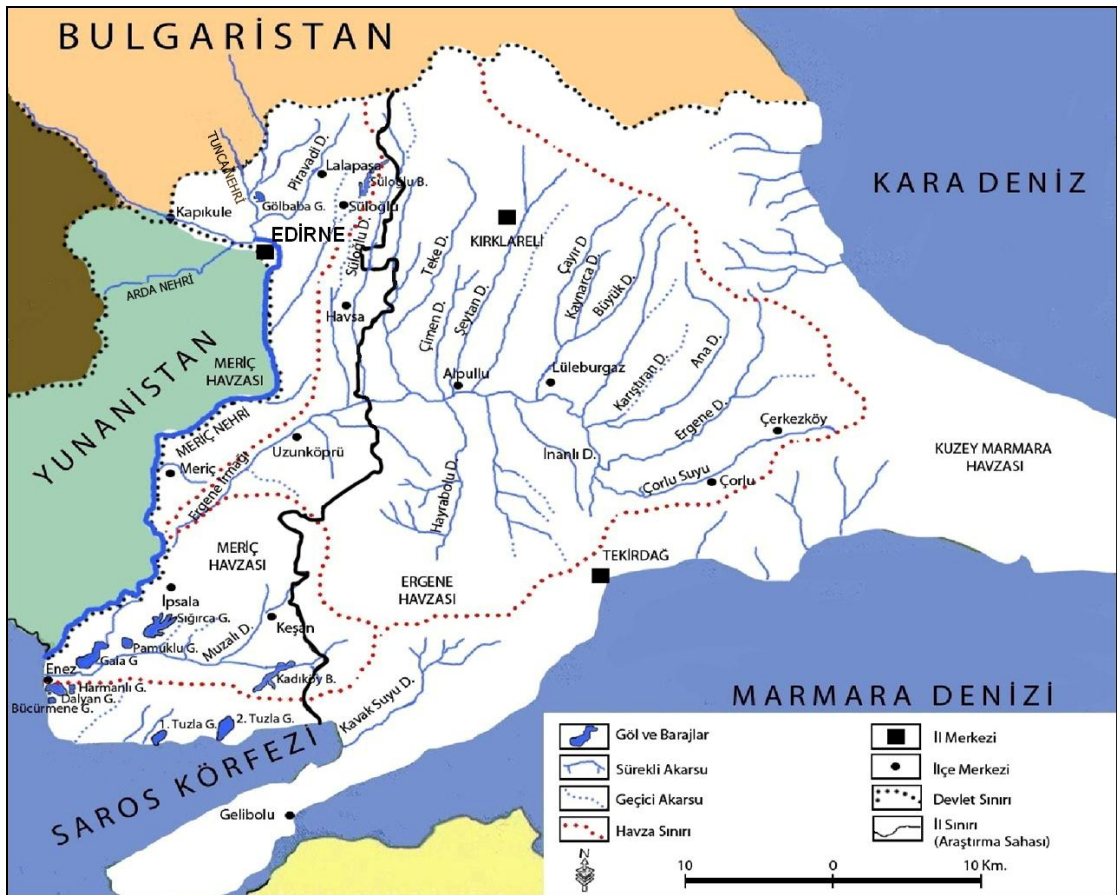 BULGARİSTAN
TUNCA NEHRİ
Piravadi D.
Lalapaşa
Süloğlu B.
Gölbaba G.
Süloğlu
Kapıkule
EDİRNE
Süloğlu D.
KIRKLARELİ
KARA DENİZ
Teke D.
Çayır D
Kaynarca D.
Büyük D.
ARDA NEHRİ
Havsa
Çimen D.
Şeytan D.
YUNANİSTAN
MERİÇ
HAVZASI
Alpullu
Lüleburgaz
Karıştıran D.
Ana D.
Ergene D.
MERİÇ NEHRİ
Uzunköprü
Çerkezköy
Meriç
Ergene Irmağı
Hayrabolu D.
İnanlı D.
Çorlu Suyu
Çorlu
KUZEY MARMARA
HAVZASI
MERİÇ
HAVZASI
TEKİRDAĞ
ERGENE
HAVZASI
İpsala
Sığırca G.
Pamuklu G.
Muzalı D.
Keşan
Gala G
Enez
Harmanlı G.
Dalyan G.
Bücürmene G.
Kadıköy B.
1. Tuzla G.
2. Tuzla G.
Kavak Suyu D.
MARMARA DENİZİ
SAROS KÖRFEZİ
Gelibolu
Göl ve Barajlar
Sürekli Akarsu
Geçici Akarsu
Havza Sınırı
İl Merkezi
İlçe Merkezi
Devlet Sınırı
İl Sınırı
(Araştırma Sahası)
N
10 0 10 Km.